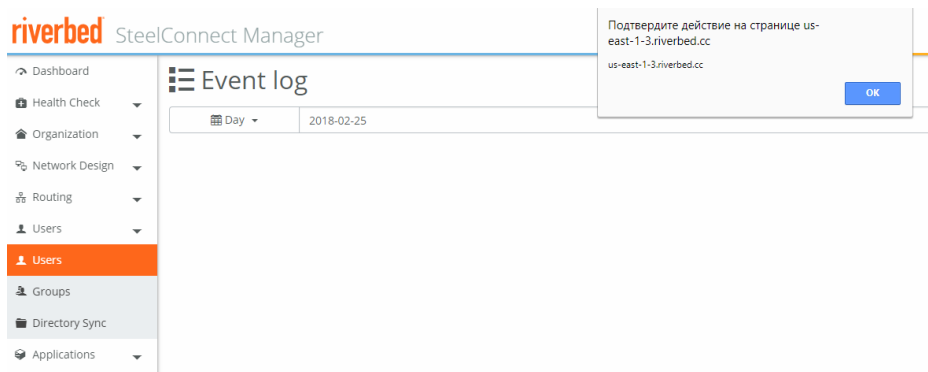 riverbed SteelConnect Manager
Подтвердите действие на странице us-
east-1-3.riverbed.cc
us-east-1-3.riverbed.cc
OK
Dashboard
Health Check
Organization
Network Design
Routing
Users
Users
Groups
Directory Sync
Applications
Event log
Day
2018-02-25